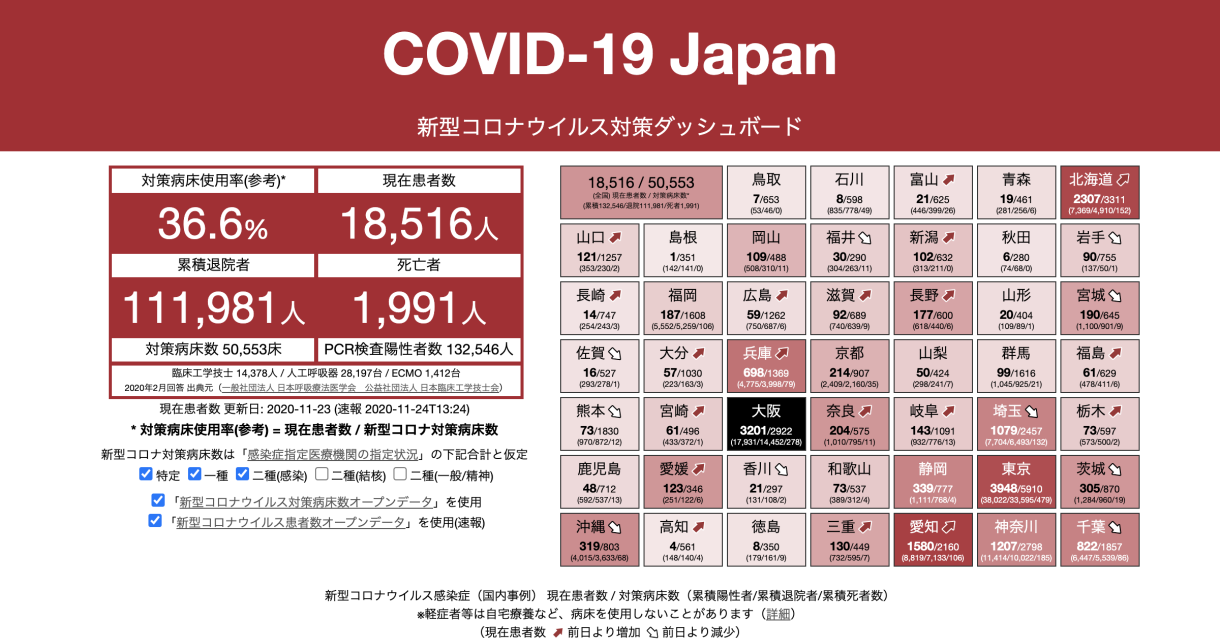 COVID-19 Japan
新型コロナウイルス対策ダッシュボード
対策病床使用率(参考)*
現在患者数
36.6%
18,516人
累積退院者
死亡者
111,981人
1,991人
対策病床数 50,553床
PCR検査陽性者数 132,546人
臨床工学技士 14,378人 / 人工呼吸器 28,197台 / ECMO 1,412台
2020年2月回答 出典元 (一般社団法人 日本呼吸療法医学会　公益社団法人 日本臨床工学技士会)
現在患者数 更新日: 2020-11-23 (速報 2020-11-24T13:24)
* 対策病床使用率(参考) = 現在患者数 / 新型コロナ対策病床数
新型コロナウイルス対策病床数は「感染症指定医療機関の指定状況」の下記合計と仮定
特定 一種 二種(感染) 二種(結核) 二種(一般/精神)
「新型コロナウイルス対策病床数オープンデータ」を使用
「新型コロナウイルス患者数オープンデータ」を使用(速報)
18,516 / 50,553
(全国) 現在患者数 / 対策病床数*
(累積132,546/退院111,981/死者1,991)
鳥取
7/653
(53/46/0)
石川
8/598
(835/778/49)
富山
21/625
(446/399/26)
青森
19/461
(281/256/6)
北海道
2307/3311
(7,369/4,910/152)
山口
121/1257
(353/230/2)
島根
1/351
(142/141/0)
岡山
109/488
(508/310/11)
福井
30/290
(304/263/11)
新潟
102/632
(313/211/0)
秋田
6/280
(74/68/0)
岩手
90/755
(137/50/1)
長崎
14/747
(254/243/3)
福岡
187/1608
(5,552/5,259/106)
広島
59/1262
(750/687/6)
滋賀
92/689
(740/639/9)
長野
177/600
(618/440/6)
山形
20/404
(109/89/1)
宮城
190/645
(1,100/901/9)
佐賀
16/527
(293/278/1)
大分
57/1030
(223/163/3)
兵庫
698/1369
(4,775/3,998/79)
京都
214/907
(2,409/2,160/35)
山梨
50/424
(298/241/7)
群馬
99/1616
(1,045/925/21)
福島
61/629
(478/411/6)
熊本
73/1830
(970/872/12)
宮崎
61/496
(433/372/1)
大阪
3201/2922
(17,931/14,452/278)
奈良
204/575
(1,010/795/11)
岐阜
143/1091
(932/776/13)
埼玉
1079/2457
(7,704/6,493/132)
栃木
73/597
(573/500/2)
鹿児島
48/712
(592/537/13)
愛媛
123/346
(251/122/6)
香川
21/297
(131/108/2)
和歌山
73/537
(389/312/4)
静岡
339/777
(1,111/768/4)
東京
3948/5910
(38,022/33,595/479)
茨城
305/870
(1,284/960/19)
沖縄
319/803
(4,015/3,633/68)
高知
4/561
(148/140/4)
徳島
8/350
(179/161/9)
三重
130/449
(732/595/7)
愛知
1580/2160
(8,819/7,133/106)
神奈川
1207/2798
(11,414/10,022/185)
千葉
822/1857
(6,447/5,539/86)
新型コロナウイルス感染症（国内事例） 現在患者数 / 対策病床数（累積陽性者/累積退院者/累積死者数）
※軽症者等は自宅療養など、病床を使用しないことがあります（詳細）
（現在患者数 前日より増加 前日より減少）